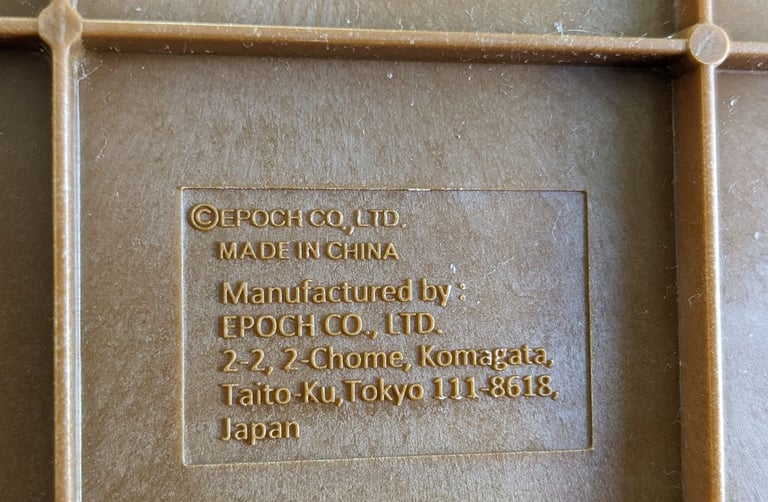 ©EPOCH CO., LTD.
MADE IN CHINA
Manufactured by :
EPOCH CO., LTD.
2-2, 2-Chome, Komagata,
Taito-Ku,Tokyo 111-8618,
Japan